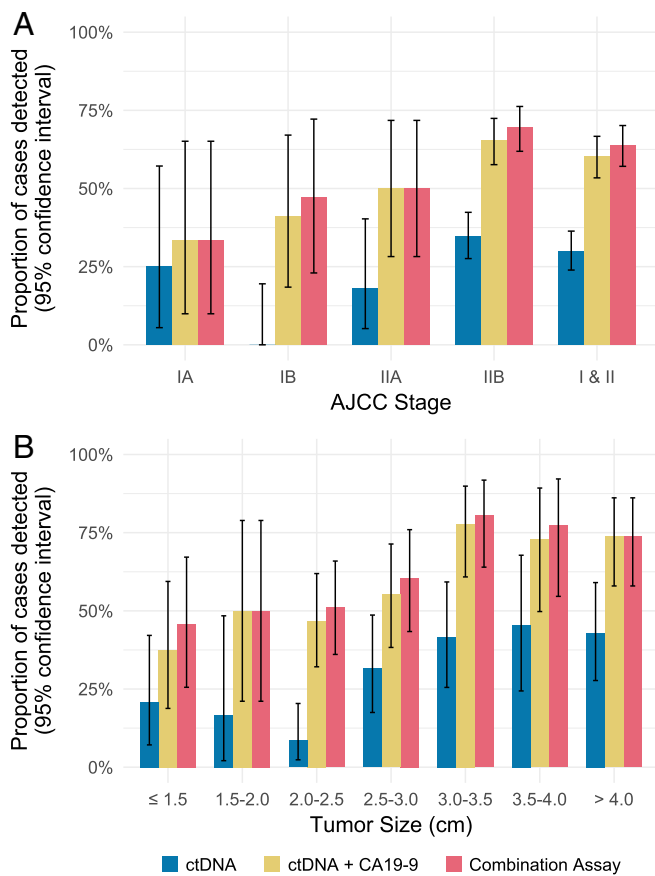 A
Proportion of cases detected
(95% confidence interval)
100%
75%
50%
25%
0%
IA IB IIA IIB I & II
AJCC Stage
B
Proportion of cases detected
(95% confidence interval)
100%
75%
50%
25%
0%
≤ 1.5 1.5-2.0 2.0-2.5 2.5-3.0 3.0-3.5 3.5-4.0 > 4.0
Tumor Size (cm)
ctDNA ctDNA + CA19-9 Combination Assay